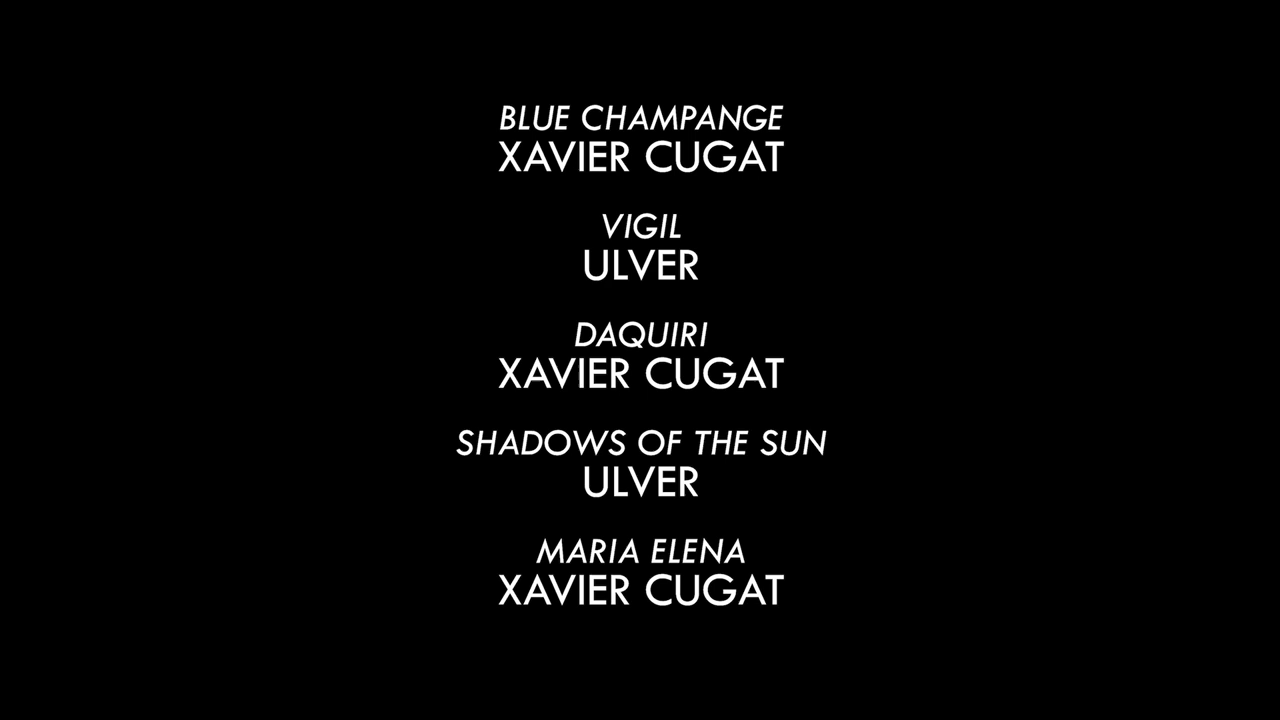 BLUE CHAMPANGE
XAVIER CUGAT
VIGIL
ULVER
DAQUIRI
XAVIER CUGAT
SHADOWS OF THE SUN
ULVER
MARIA ELENA
XAVIER CUGAT